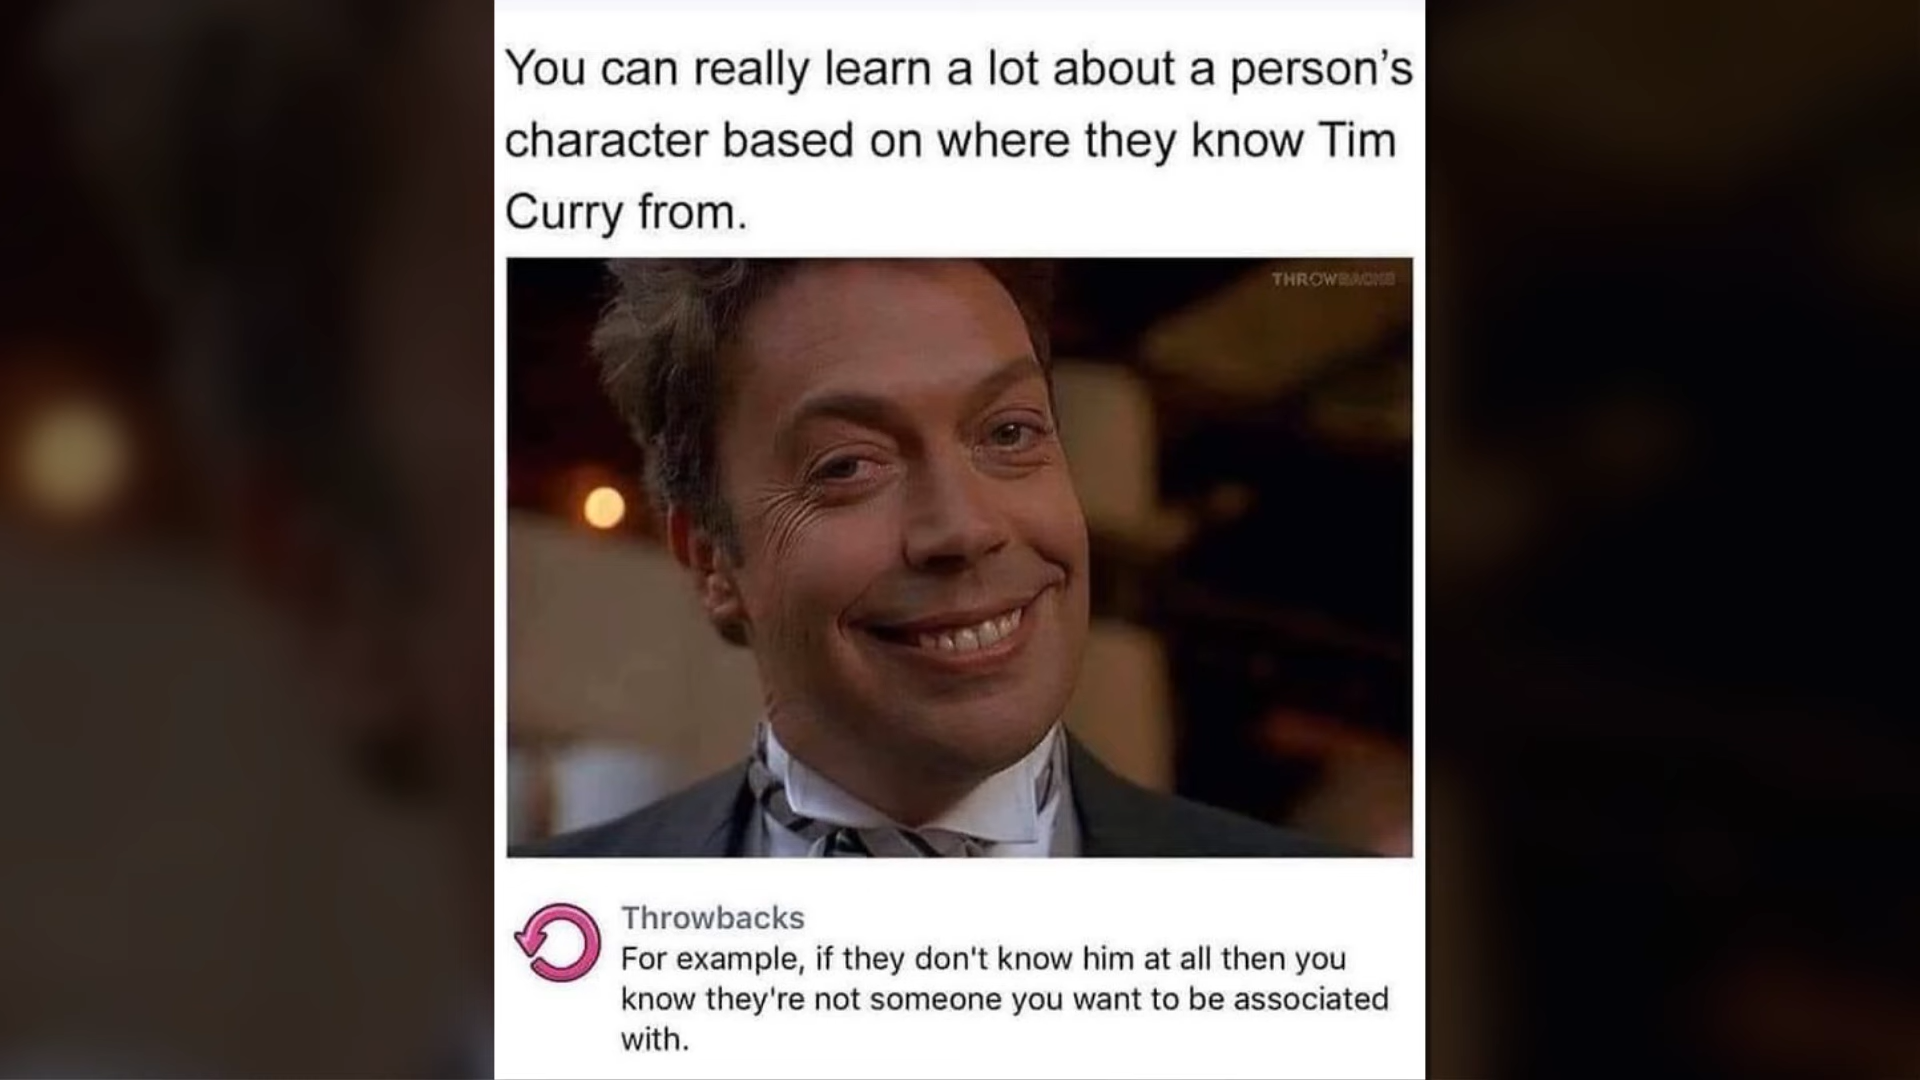 You can really learn a lot about a person’s
character based on where they know Tim
Curry from.
THROWBACKS
Throwbacks
For example, if they don't know him at all then you
know they're not someone you want to be associated
with.